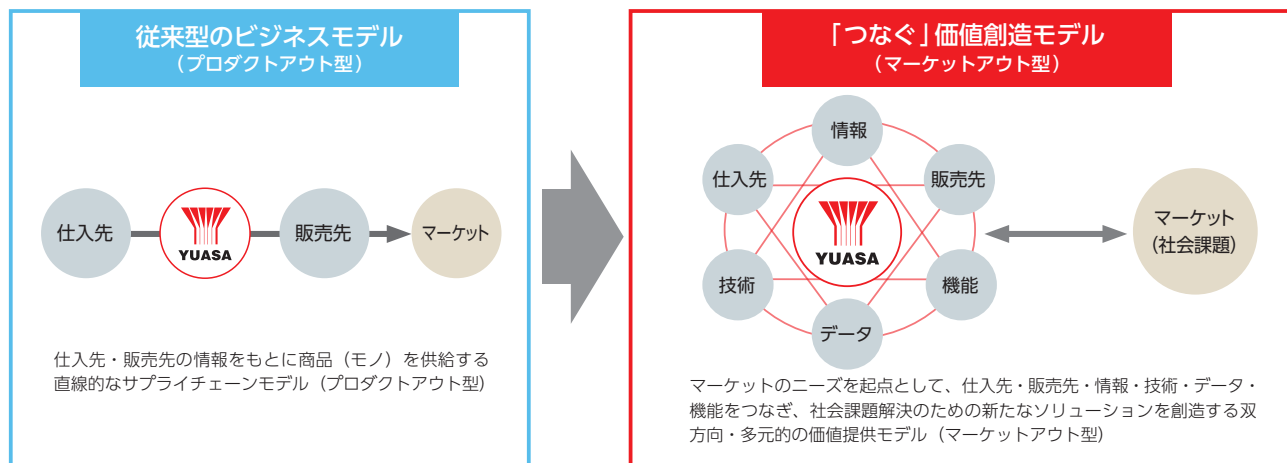 従来型のビジネスモデル
（プロダクトアウト型）
仕入先
YUASA
販売先
マーケット
仕入先・販売先の情報をもとに商品（モノ）を供給する
直線的なサプライチェーンモデル（プロダクトアウト型）
「つなぐ」価値創造モデル
（マーケットアウト型）
情報
仕入先
販売先
YUASA
技術
機能
データ
マーケット
(社会課題)
マーケットのニーズを起点として、仕入先・販売先・情報・技術・データ・
機能をつなぎ、社会課題解決のための新たなソリューションを創造する双
方向・多元的の価値提供モデル（マーケットアウト型）